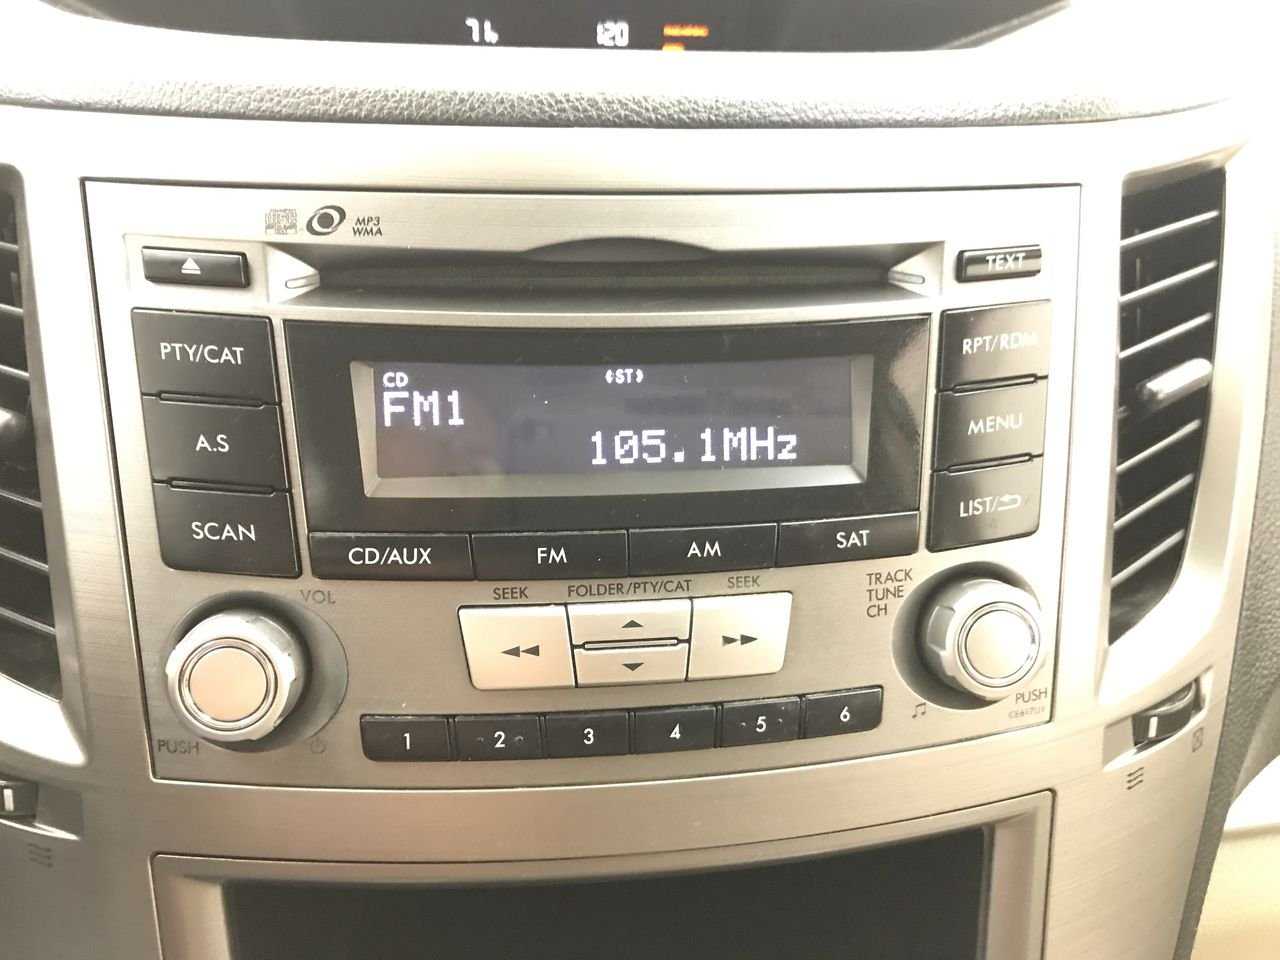 120
MP3
WMA
TEXT
PTY/CAT
A.S
SCAN
CD
FM1
ST
105.1MHz
RPT/RDM
MENU
LIST/
CD/AUX
FM
AM
SAT
VOL
SEEK
FOLDER/PTY/CAT
SEEK
TRACK
TUNE
CH
PUSH
1
2
3
4
5
6
PUSH